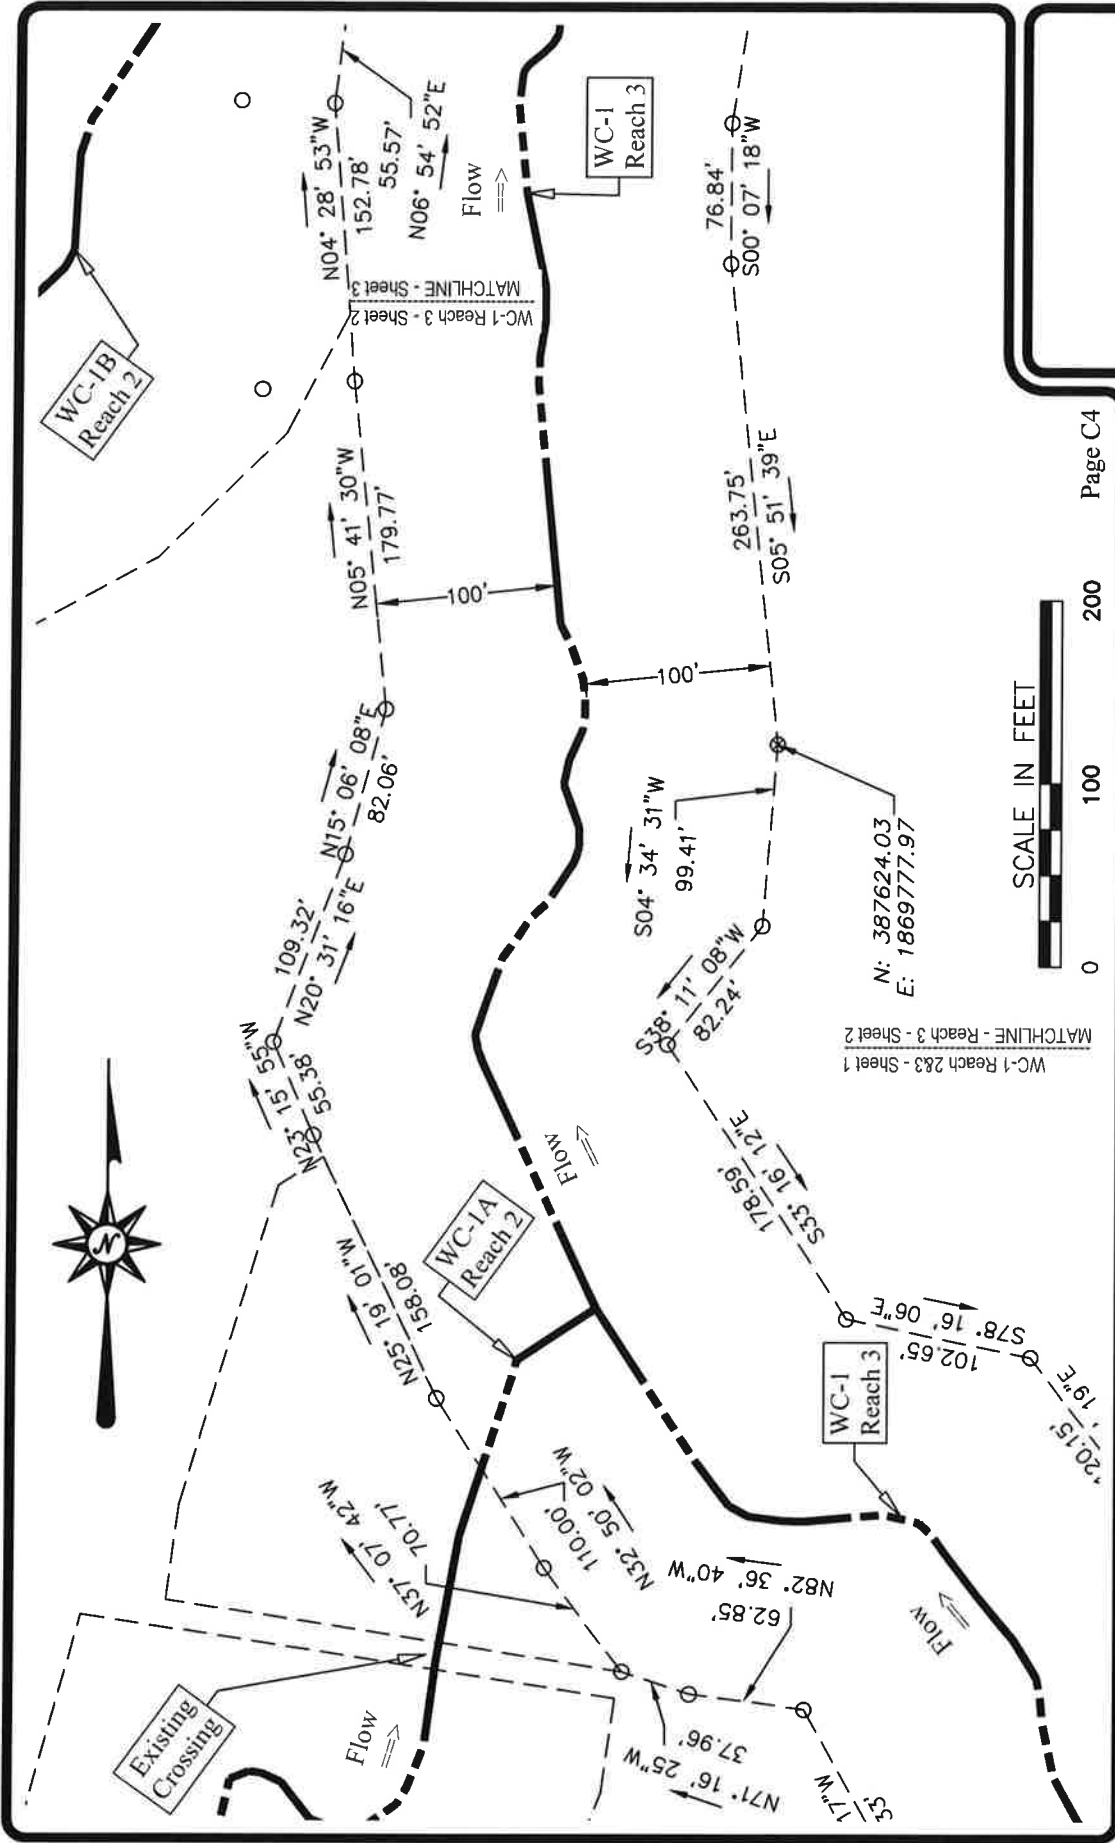 WC-1B
Reach 2
N04° 28' 53"W
152.78'
55.57'
N06° 54' 52"E
Flow
==>
WC-1
Reach 3
76.84'
S00° 07' 18"W
MATCHLINE - Sheet 3
WC-1 Reach 3 - Sheet 2
N05° 41' 30"W
179.77'
100'
263.75'
S05° 51' 39"E
100'
N15° 06' 08"E
82.06'
109.32'
N20° 31' 16"E
S04° 34' 31"W
99.41'
N: 387624.03
E: 1869777.97
S38° 11' 08"W
82.24'
N23° 15' 55"W
55.38'
N
MATCHLINE - Reach 3 - Sheet 2
WC-1 Reach 2&3 - Sheet 1
178.59'
S33° 16' 12"E
Flow
==>
WC-1A
Reach 2
N25° 19' 01"W
158.08'
102.65'
S78° 16' 06"E
WC-1
Reach 3
120.15'
19"E
N37° 07' 42"W
70.77'
110.00'
N32° 50' 02"W
N82° 36' 40"W
62.85'
Flow
==>
Existing
Crossing
Flow
==>
N71° 16' 25"W
37.96'
17"W
33'
SCALE IN FEET
0 100 200
Page C4